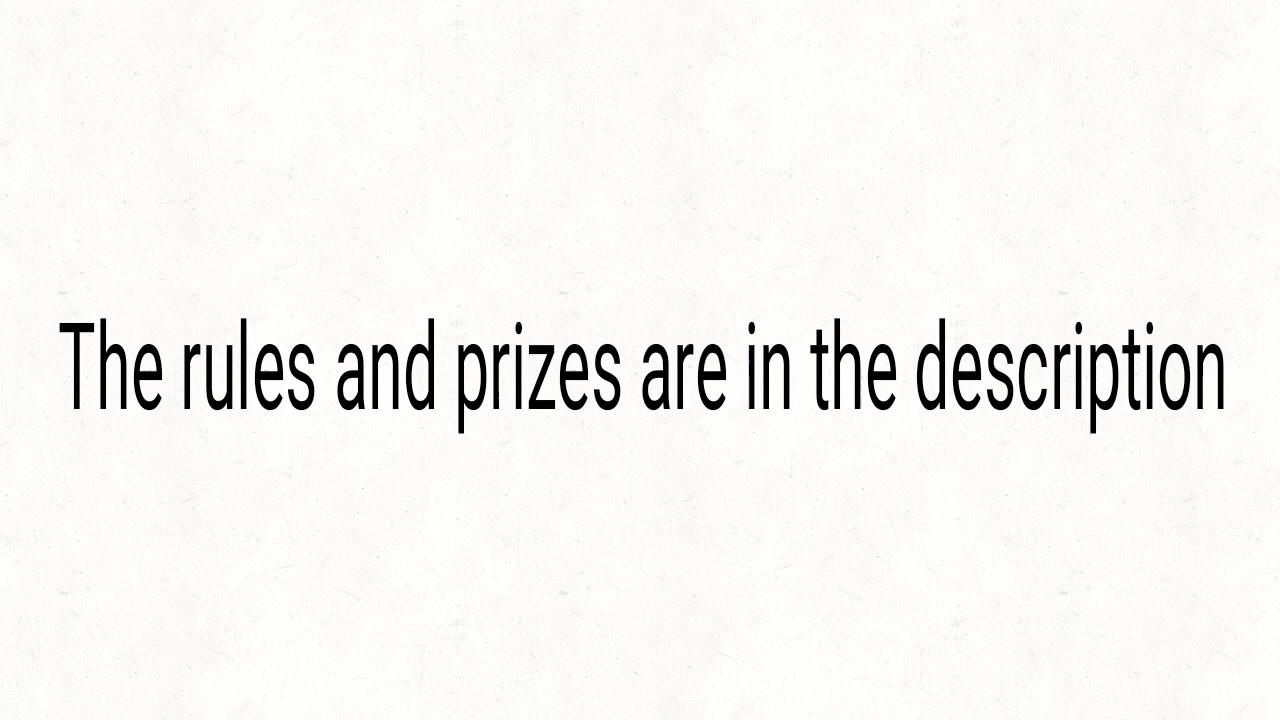 The rules and prizes are in the description